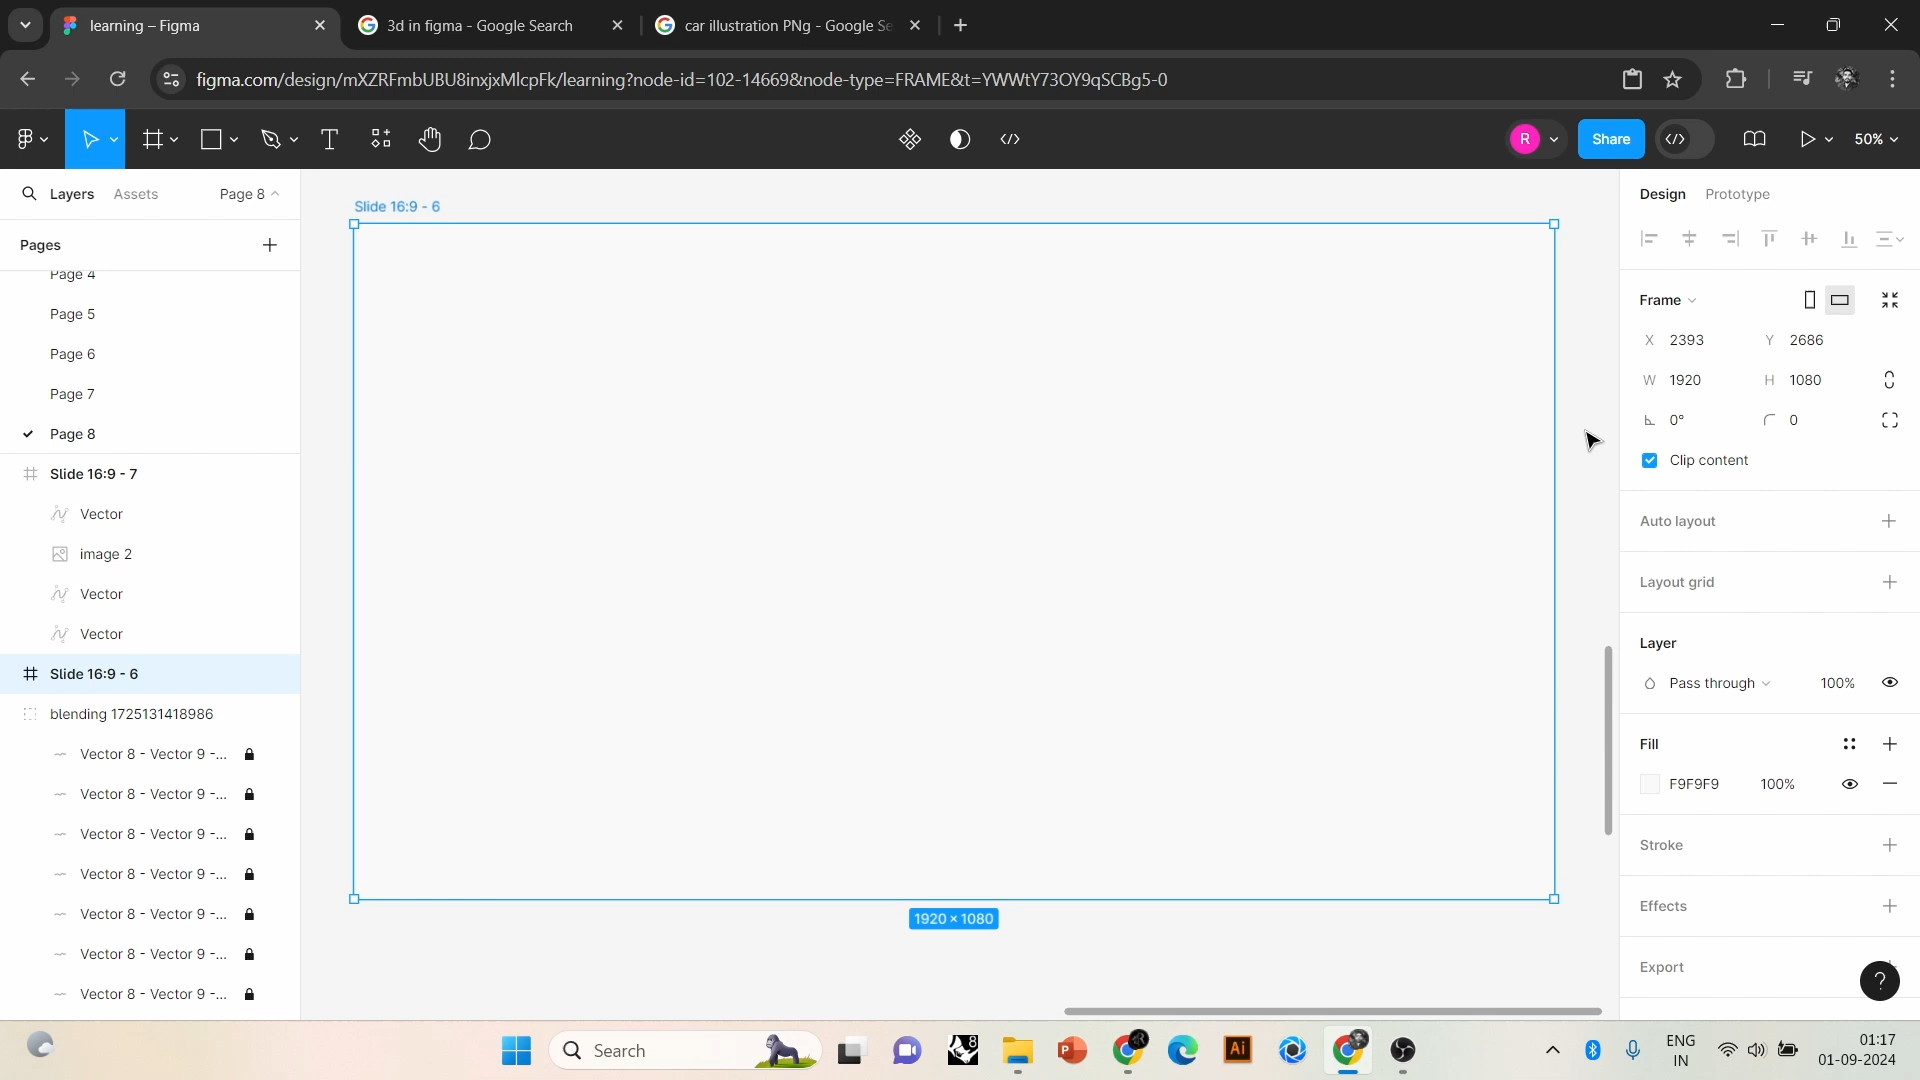 learning – Figma
3d in figma - Google Search
car illustration PNg - Google Se
figma.com/design/mXZRFmbUBU8inxjxMlcpFk/learning?node-id=102-14669&node-type=FRAME&t=YWWtY73OY9qSCBg5-0
R
Share
50%
Layers
Assets
Page 8
Pages
Page 4
Page 5
Page 6
Page 7
Page 8
Slide 16:9 - 7
Vector
image 2
Vector
Vector
Slide 16:9 - 6
blending 1725131418986
Vector 8 - Vector 9 -...
Vector 8 - Vector 9 -...
Vector 8 - Vector 9 -...
Vector 8 - Vector 9 -...
Vector 8 - Vector 9 -...
Vector 8 - Vector 9 -...
Vector 8 - Vector 9 -...
Slide 16:9 - 6
1920 × 1080
Design
Prototype
Frame
X 2393 Y 2686
W 1920 H 1080
0° 0
Clip content
Auto layout
Layout grid
Layer
Pass through 100%
Fill
F9F9F9 100%
Stroke
Effects
Export
?
Search
8
P
Ai
ENG
IN
01:17
01-09-2024